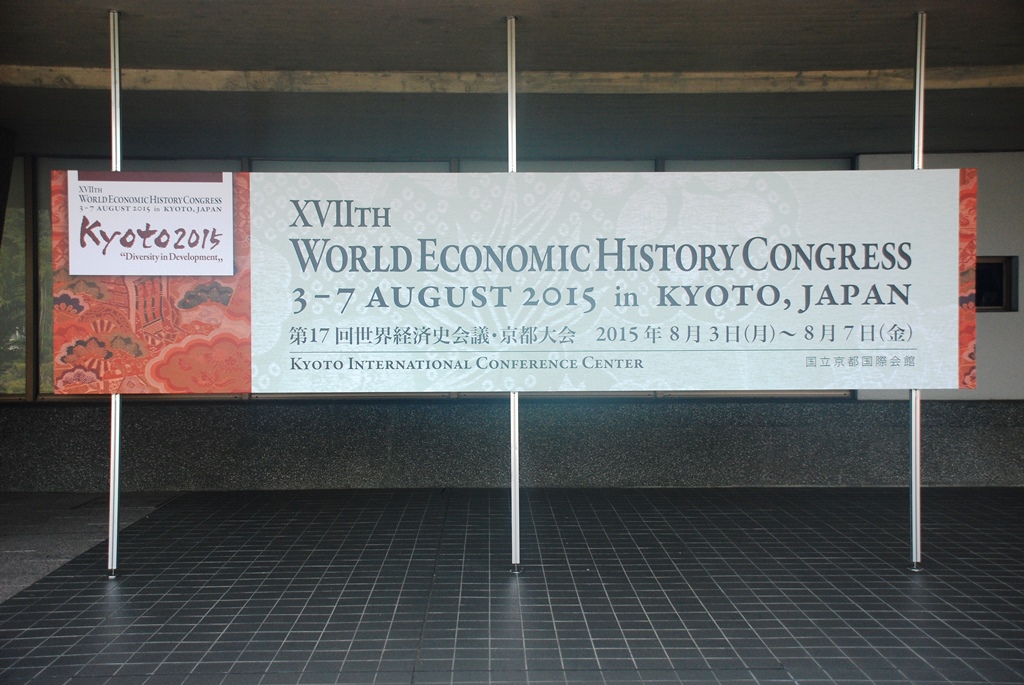 XVIITH
WORLD ECONOMIC HISTORY CONGRESS
3-7 AUGUST 2015 in KYOTO, JAPAN
Kyoto2015
"Diversity in Development„
XVIITH
WORLD ECONOMIC HISTORY CONGRESS
3-7 AUGUST 2015 in KYOTO, JAPAN
第17回世界経済史会議・京都大会 2015年8月3日(月)～8月7日(金)
KYOTO INTERNATIONAL CONFERENCE CENTER 国立京都国際会館